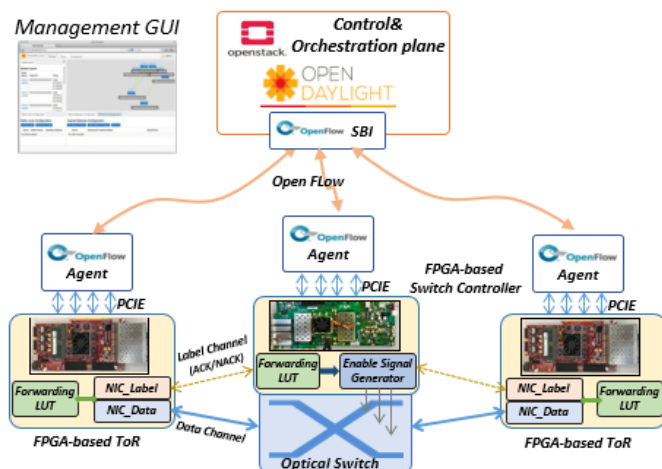 Management GUI
Control&
Orchestration plane
openstack.
OPEN
DAYLIGHT
OpenFlow SBI
Open FLow
OpenFlow
Agent
OpenFlow
Agent
OpenFlow
Agent
PCIE
PCIE
PCIE
FPGA-based
Switch Controller
Label Channel
(ACK/NACK)
Forwarding
LUT
NIC_Label
NIC_Data
FPGA-based ToR
Forwarding
LUT
Enable Signal
Generator
NIC_Label
NIC_Data
Forwarding
LUT
FPGA-based ToR
Data Channel
Optical Switch